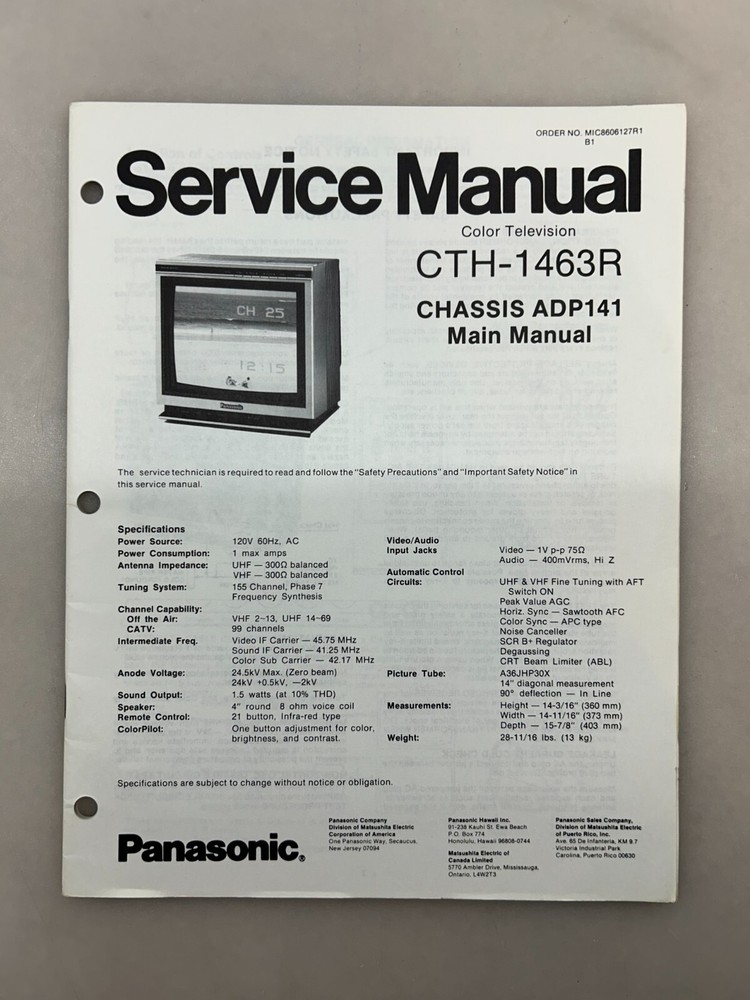 ORDER NO. MIC8606127R1
B1
Service Manual
Color Television
CTH-1463R
CHASSIS ADP141
Main Manual
CH 25
12:15
Panasonic
The service technician is required to read and follow the "Safety Precautions" and "Important Safety Notice" in
this service manual.
Specifications
Power Source: 120V 60Hz, AC
Power Consumption: 1 max amps
Antenna Impedance: UHF — 300Ω balanced
VHF — 300Ω balanced
Tuning System: 155 Channel, Phase 7
Frequency Synthesis
Channel Capability:
Off the Air: VHF 2~13, UHF 14~69
CATV: 99 channels
Intermediate Freq. Video IF Carrier — 45.75 MHz
Sound IF Carrier — 41.25 MHz
Color Sub Carrier — 42.17 MHz
Anode Voltage: 24.5kV Max. (Zero beam)
24kV +0.5kV, —2kV
Sound Output: 1.5 watts (at 10% THD)
Speaker: 4" round 8 ohm voice coil
Remote Control: 21 button, Infra-red type
ColorPilot: One button adjustment for color,
brightness, and contrast.
Video/Audio
Input Jacks Video — 1V p-p 75Ω
Audio — 400mVrms, Hi Z
Automatic Control
Circuits: UHF & VHF Fine Tuning with AFT
Switch ON
Peak Value AGC
Horiz. Sync — Sawtooth AFC
Color Sync — APC type
Noise Canceller
SCR B+ Regulator
Degaussing
CRT Beam Limiter (ABL)
Picture Tube: A36JHP30X
14" diagonal measurement
90° deflection — In Line
Measurements: Height — 14-3/16" (360 mm)
Width — 14-11/16" (373 mm)
Depth — 15-7/8" (403 mm)
Weight: 28-11/16 lbs. (13 kg)
Specifications are subject to change without notice or obligation.
Panasonic®
Panasonic Company
Division of Matsushita Electric
Corporation of America
One Panasonic Way, Secaucus,
New Jersey 07094
Panasonic Hawaii Inc.
91-238 Kauhi St. Ewa Beach
P.O. Box 774
Honolulu, Hawaii 96808-0744
Matsushita Electric of
Canada Limited
5770 Ambler Drive, Mississauga,
Ontario, L4W2T3
Panasonic Sales Company,
Division of Matsushita Electric
of Puerto Rico, Inc.
Ave. 65 De Infanteria, KM 9.7
Victoria Industrial Park
Carolina, Puerto Rico 00630